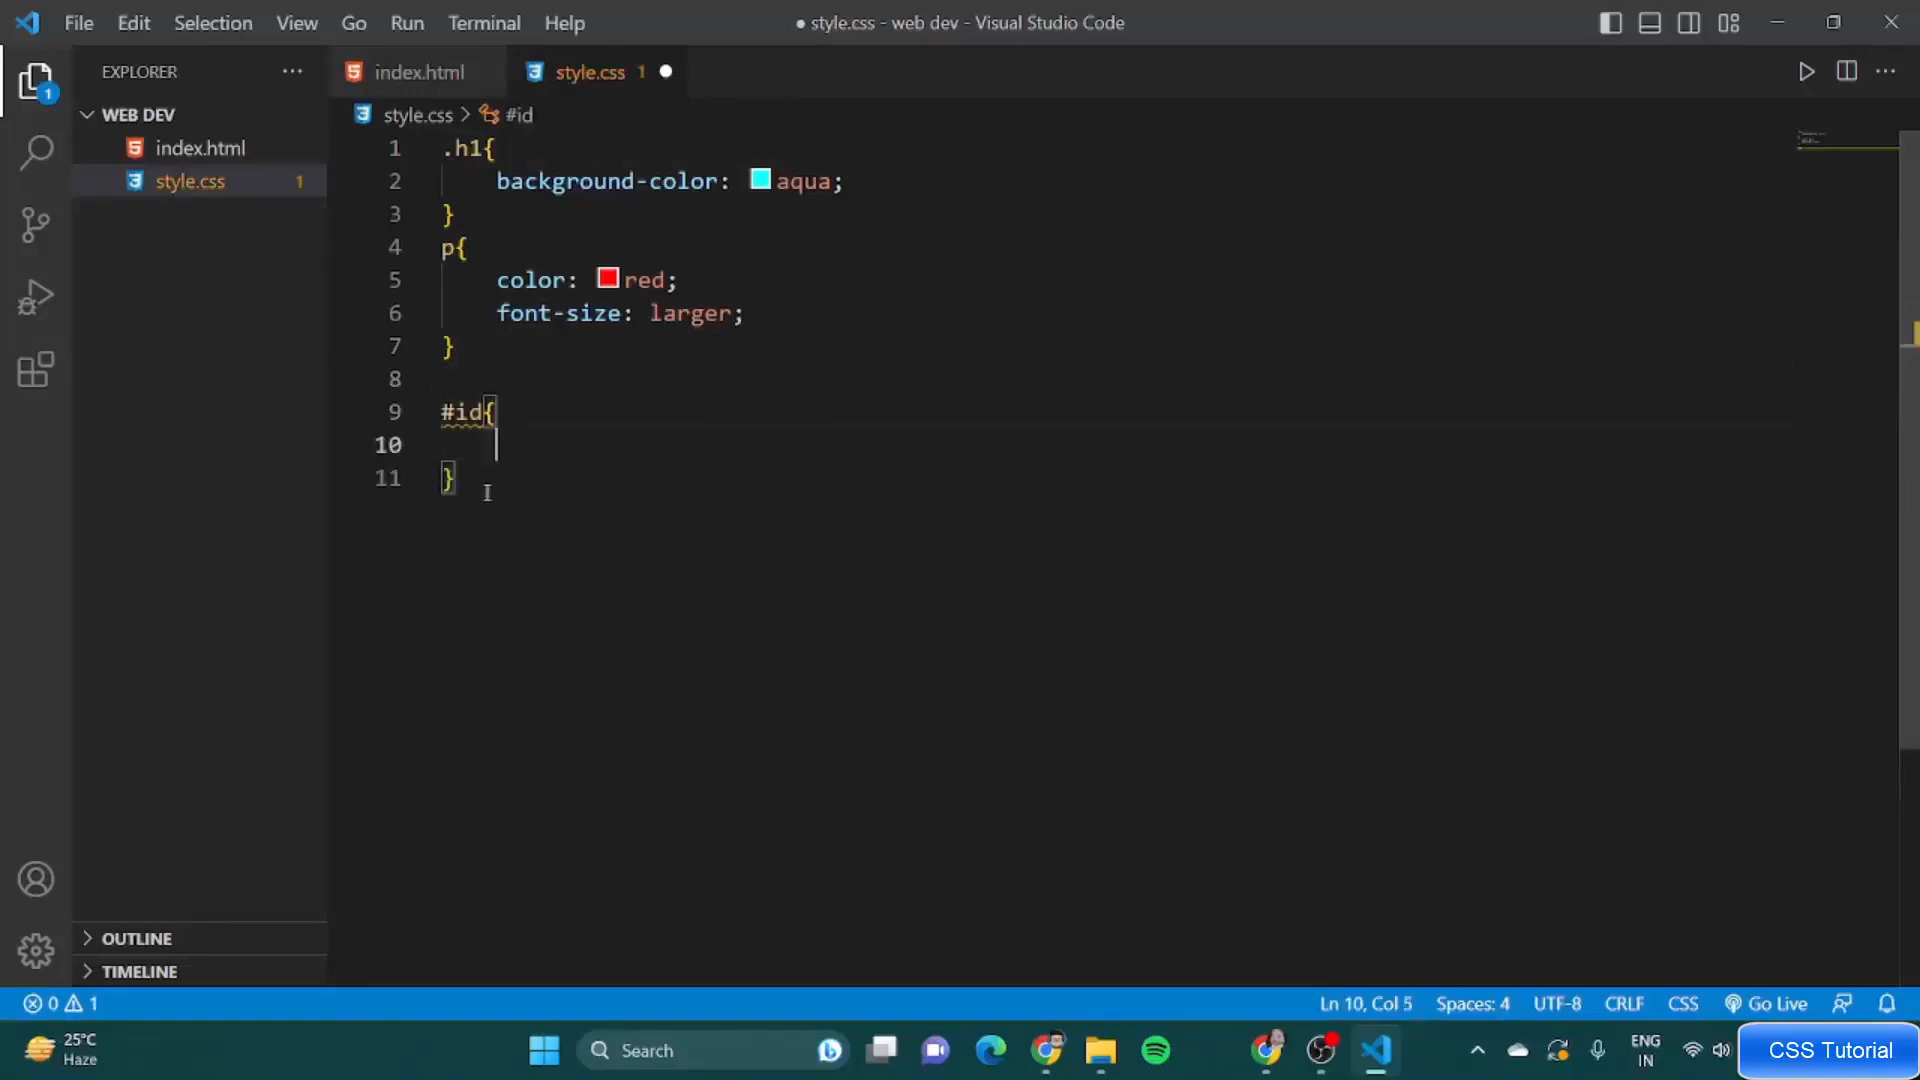 File Edit Selection View Go Run Terminal Help
● style.css - web dev - Visual Studio Code
EXPLORER
1
WEB DEV
index.html
style.css 1
index.html
style.css 1
style.css > #id
1 .h1{
2 background-color: aqua;
3 }
4 p{
5 color: red;
6 font-size: larger;
7 }
8
9 #id{
10
11 }
OUTLINE
TIMELINE
0 1
Ln 10, Col 5 Spaces: 4 UTF-8 CRLF CSS Go Live
25°C
Haze
Search
ENG
IN
CSS Tutorial